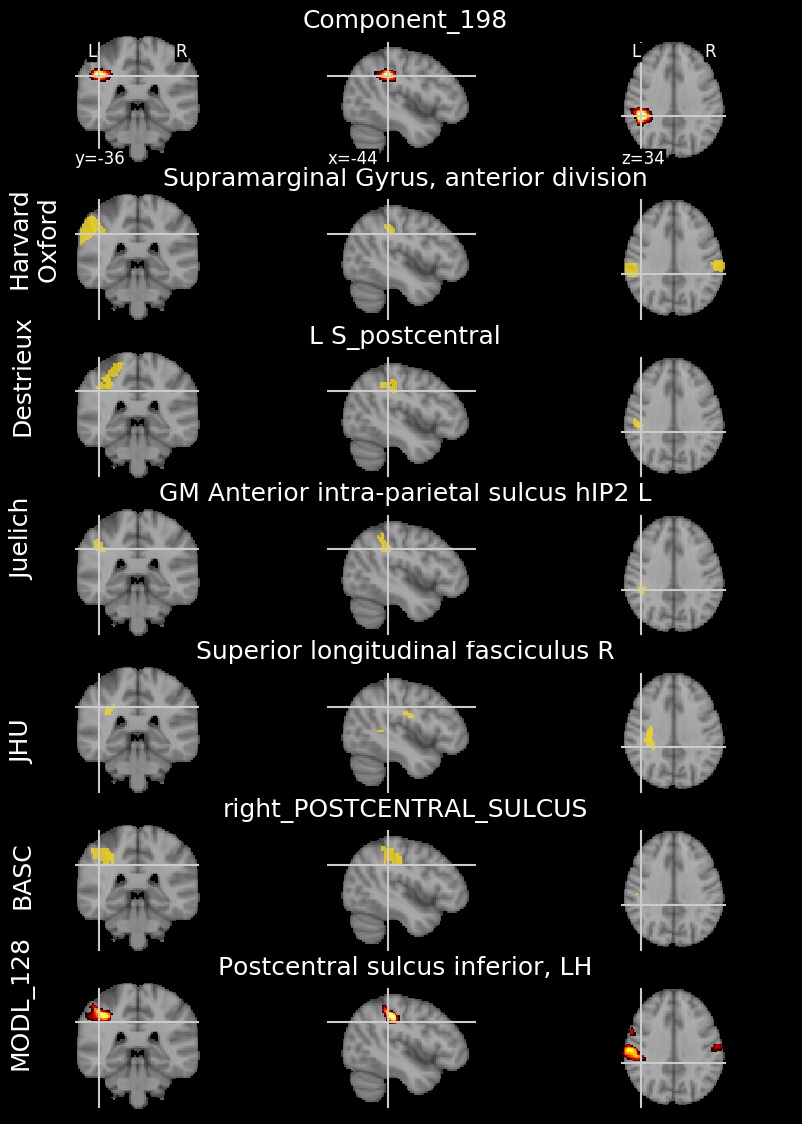 Component_198
L R L R
y=-36 x=-44 z=34
Supramarginal Gyrus, anterior division
Harvard
Oxford
L S_postcentral
Destrieux
GM Anterior intra-parietal sulcus hIP2 L
Juelich
Superior longitudinal fasciculus R
JHU
right_POSTCENTRAL_SULCUS
BASC
Postcentral sulcus inferior, LH
MODL_128